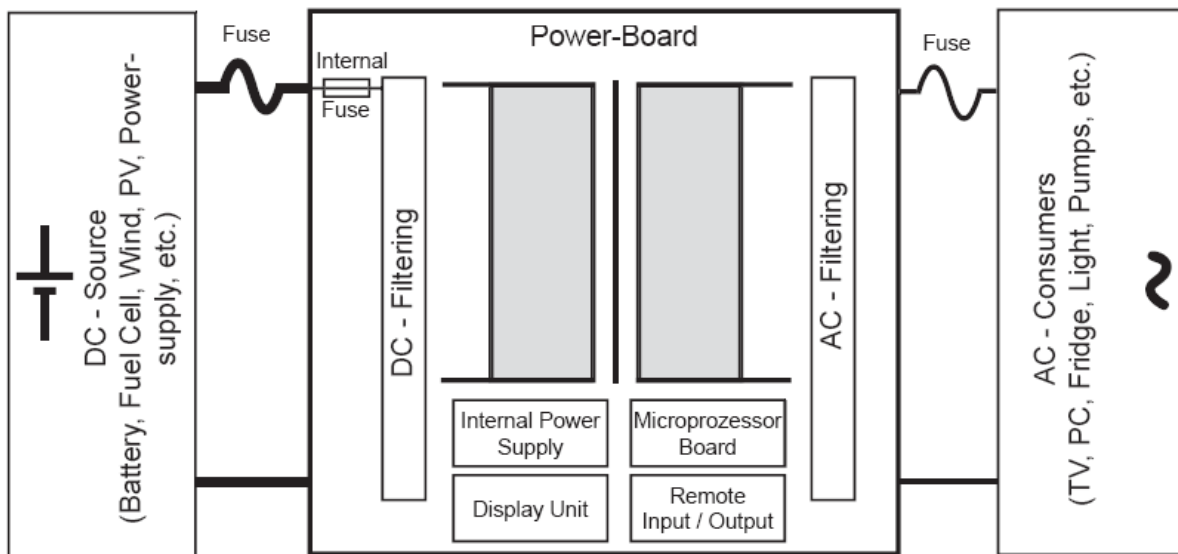 Power-Board
Fuse
Internal
Fuse
Fuse
DC - Source
(Battery, Fuel Cell, Wind, PV, Power-
supply, etc.)
DC - Filtering
AC - Filtering
Internal Power
Supply
Microprozessor
Board
Display Unit
Remote
Input / Output
AC - Consumers
(TV, PC, Fridge, Light, Pumps, etc.)